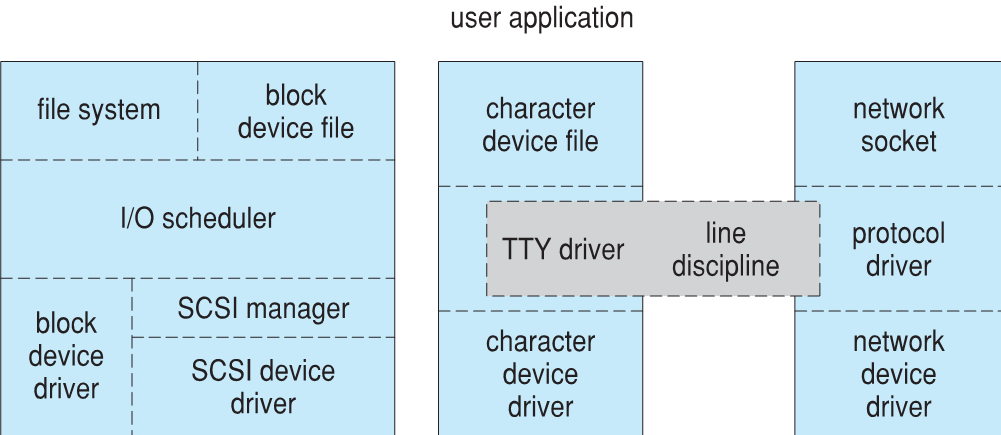 user application
file system
block
device file
I/O scheduler
block
device
driver
SCSI manager
SCSI device
driver
character
device file
TTY driver
line
discipline
character
device
driver
network
socket
protocol
driver
network
device
driver